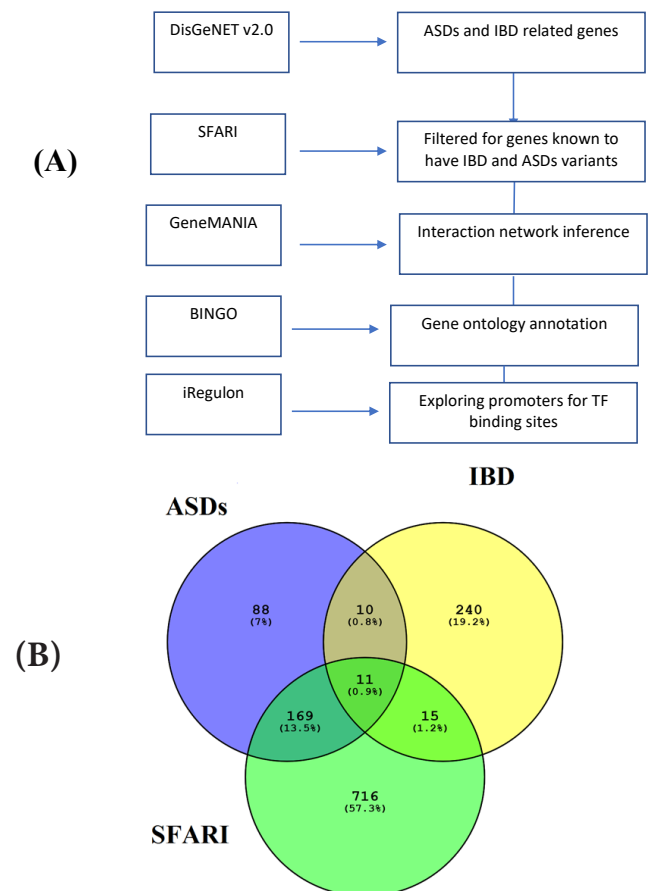 DisGeNET v2.0
ASDs and IBD related genes
(A)
SFARI
Filtered for genes known to
have IBD and ASDs variants
GeneMANIA
Interaction network inference
BINGO
Gene ontology annotation
iRegulon
Exploring promoters for TF
binding sites
IBD
ASDs
(B)
88
(7%)
10
(0.8%)
240
(19.2%)
11
(0.9%)
169
(13.5%)
15
(1.2%)
716
(57.3%)
SFARI